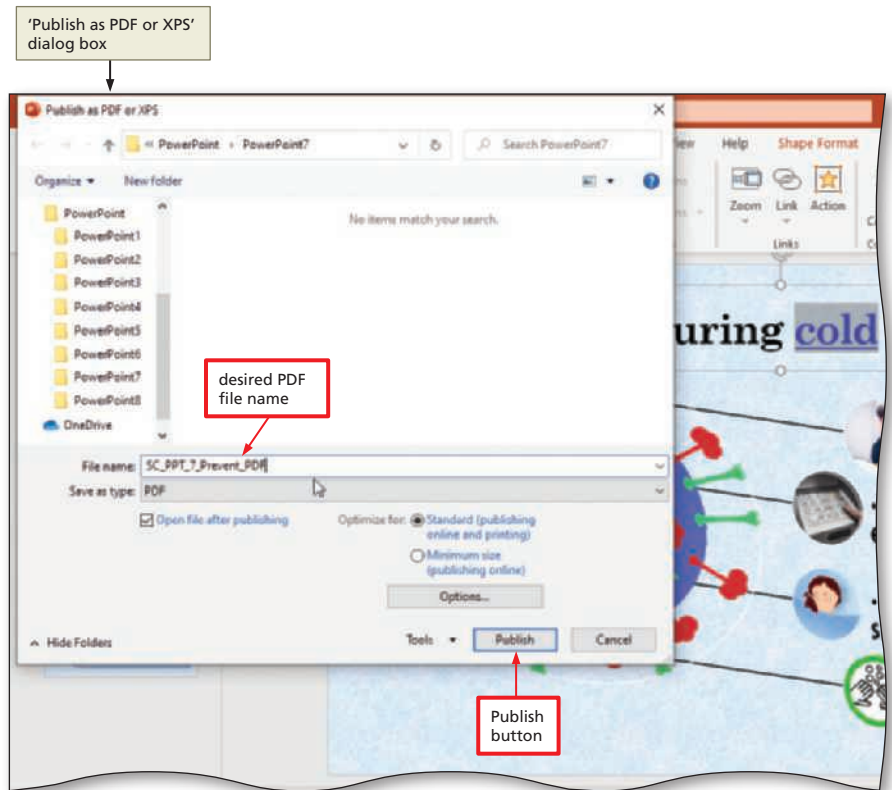 'Publish as PDF or XPS'
dialog box
Publish as PDF or XPS
« PowerPoint › PowerPoint7
Search PowerPoint7
Organize
New folder
PowerPoint
PowerPoint1
PowerPoint2
PowerPoint3
PowerPoint4
PowerPoint5
PowerPoint6
PowerPoint7
PowerPoint8
OneDrive
No items match your search.
desired PDF
file name
File name: SC_PPT_7_Prevent_PDF
Save as type: PDF
Open file after publishing
Optimize for:
Standard (publishing
online and printing)
Minimum size
(publishing online)
Options...
Hide Folders
Tools
Publish
Cancel
Publish
button
Help
Shape Format
Zoom
Link
Action
Links
uring cold